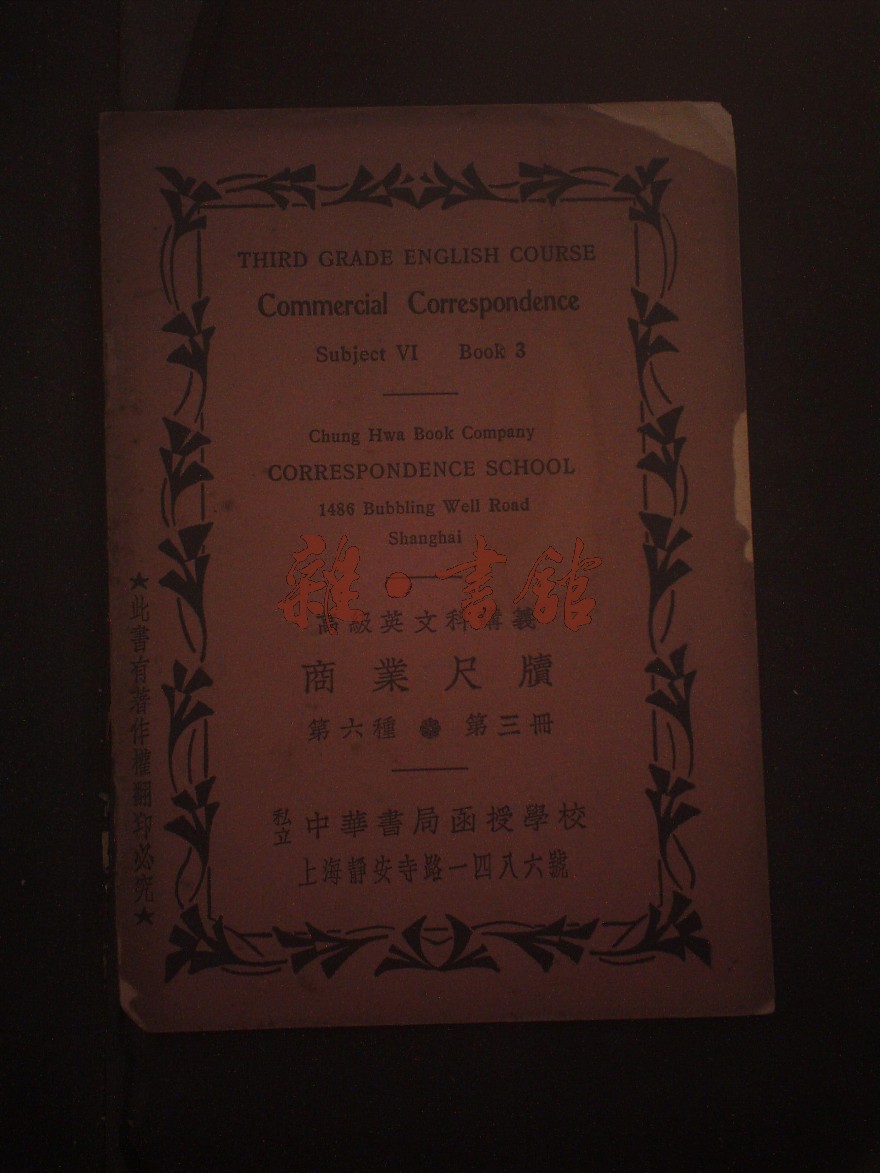 THIRD GRADE ENGLISH COURSE
Commercial Correspondence
Subject VI Book 3
Chung Hwa Book Company
CORRESPONDENCE SCHOOL
1486 Bubbling Well Road
Shanghai
雜·書館
高級英文科講義
商業尺牘
第六種 第三冊
私立中華書局函授學校
上海靜安寺路一四八六號
★此書有著作權翻印必究★